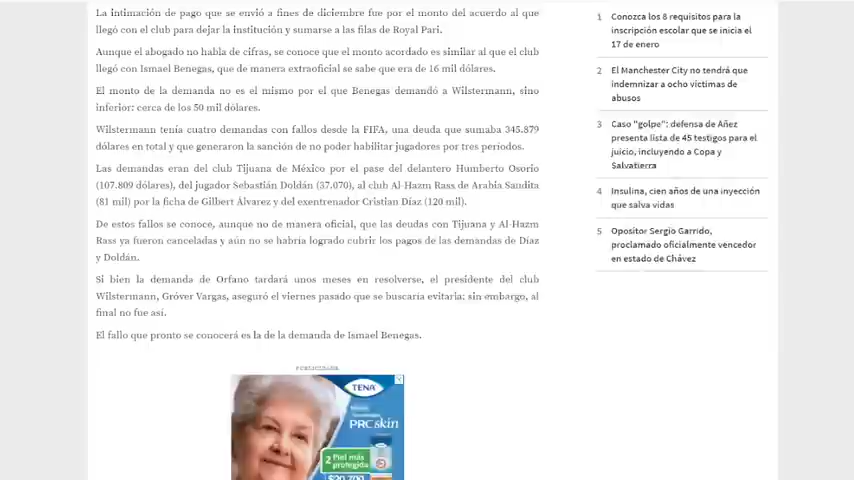 La intimación de pago que se envió a fines de diciembre fue por el monto del acuerdo al que
llegó con el club para dejar la institución y sumarse a las filas de Royal Pari.
Aunque el abogado no habla de cifras, se conoce que el monto acordado es similar al que el club
llegó con Ismael Benegas, que de manera extraoficial se sabe que era de 16 mil dólares.
El monto de la demanda no es el mismo por el que Benegas demandó a Wilstermann, sino
inferior: cerca de los 50 mil dólares.
Wilstermann tenía cuatro demandas con fallos desde la FIFA, una deuda que sumaba 345.879
dólares en total y que generaron la sanción de no poder habilitar jugadores por tres períodos.
Las demandas eran del club Tijuana de México por el pase del delantero Humberto Osorio
(107.809 dólares), del jugador Sebastián Doldán (37.070), al club Al-Hazm Rass de Arabia Saudita
(81 mil) por la ficha de Gilbert Álvarez y del exentrenador Cristian Díaz (120 mil).
De estos fallos se conoce, aunque no de manera oficial, que las deudas con Tijuana y Al-Hazm
Rass ya fueron canceladas y aún no se habría logrado cubrir los pagos de las demandas de Díaz
y Doldán.
Si bien la demanda de Orfano tardará unos meses en resolverse, el presidente del club
Wilstermann, Gróver Vargas, aseguró el viernes pasado que se buscaría evitarla; sin embargo, al
final no fue así.
El fallo que pronto se conocerá es la de la demanda de Ismael Benegas.
TENA
PROskin
2 Piel más
protegida
$20.700
1 Conozca los 8 requisitos para la
inscripción escolar que se inicia el
17 de enero
2 El Manchester City no tendrá que
indemnizar a ocho víctimas de
abusos
3 Caso "golpe": defensa de Áñez
presenta lista de 45 testigos para el
juicio, incluyendo a Copa y
Salvatierra
4 Insulina, cien años de una inyección
que salva vidas
5 Opositor Sergio Garrido,
proclamado oficialmente vencedor
en estado de Chávez